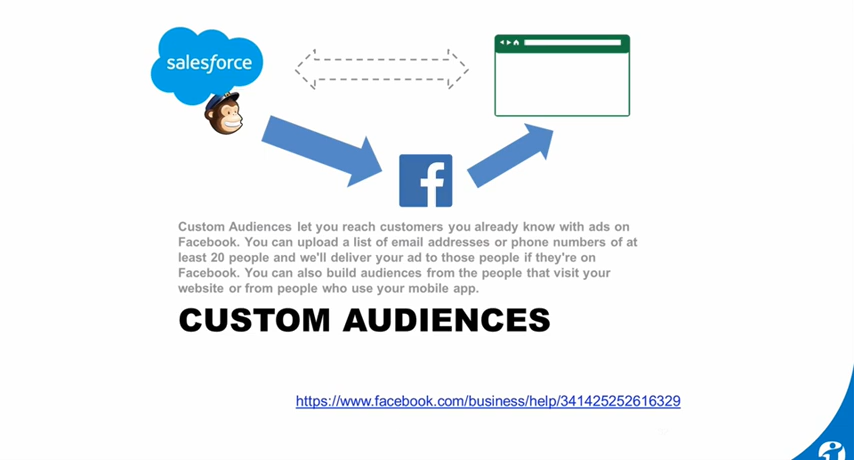 salesforce
f
Custom Audiences let you reach customers you already know with ads on
Facebook. You can upload a list of email addresses or phone numbers of at
least 20 people and we'll deliver your ad to those people if they're on
Facebook. You can also build audiences from the people that visit your
website or from people who use your mobile app.
CUSTOM AUDIENCES
https://www.facebook.com/business/help/341425252616329